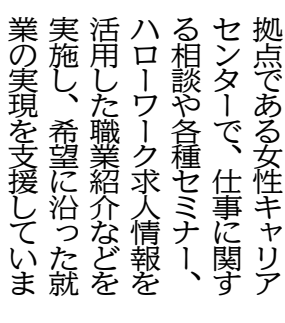 拠点である女性キャリア
センターで、仕事に関す
る相談や各種セミナー、
ハローワーク求人情報を
活用した職業紹介などを
実施し、希望に沿った就
業の実現を支援していま